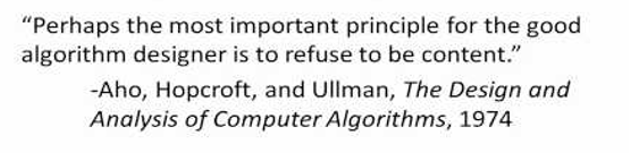 “Perhaps the most important principle for the good
algorithm designer is to refuse to be content.”
-Aho, Hopcroft, and Ullman, The Design and
Analysis of Computer Algorithms, 1974